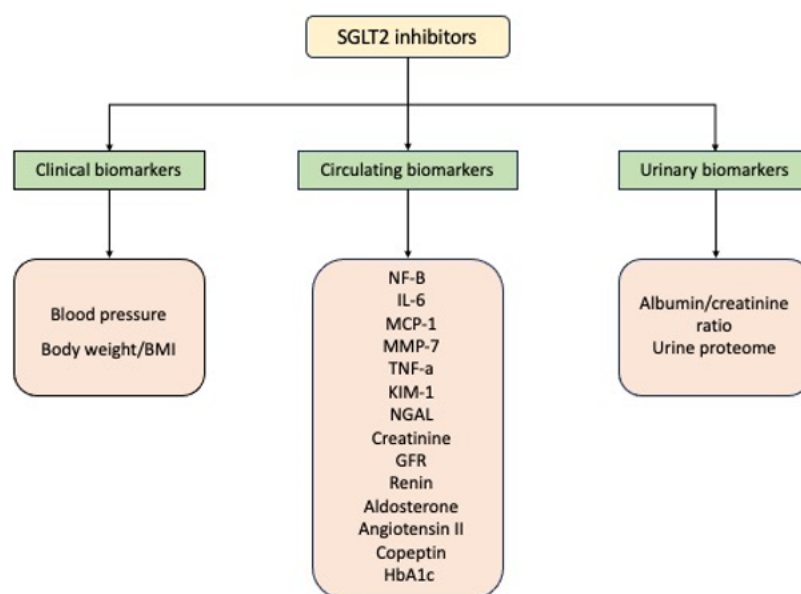 SGLT2 inhibitors
Clinical biomarkers
Circulating biomarkers
Urinary biomarkers
Blood pressure
Body weight/BMI
NF-B
IL-6
MCP-1
MMP-7
TNF-a
KIM-1
NGAL
Creatinine
GFR
Renin
Aldosterone
Angiotensin II
Copeptin
HbA1c
Albumin/creatinine
ratio
Urine proteome